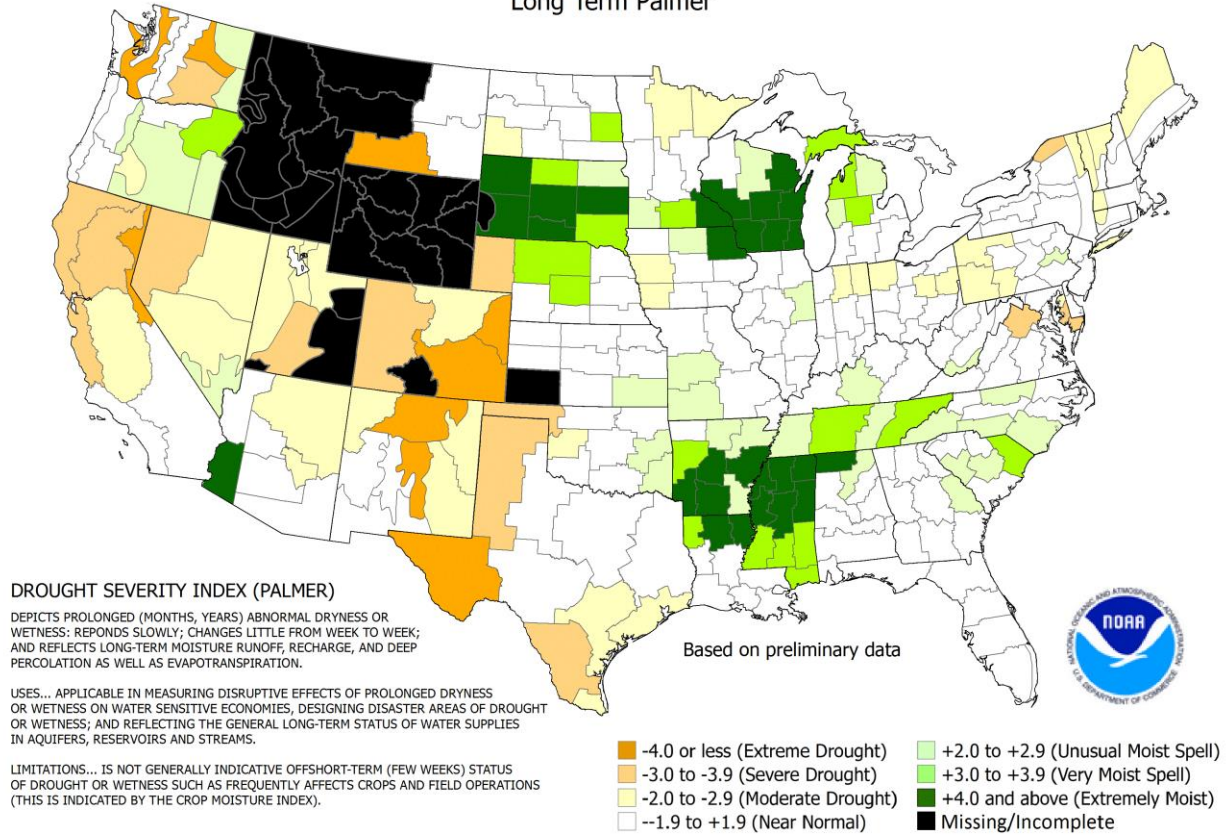 Long Term Palmer
DROUGHT SEVERITY INDEX (PALMER)
DEPICTS PROLONGED (MONTHS, YEARS) ABNORMAL DRYNESS OR
WETNESS: REPONDS SLOWLY; CHANGES LITTLE FROM WEEK TO WEEK;
AND REFLECTS LONG-TERM MOISTURE RUNOFF, RECHARGE, AND DEEP
PERCOLATION AS WELL AS EVAPOTRANSPIRATION.
USES... APPLICABLE IN MEASURING DISRUPTIVE EFFECTS OF PROLONGED DRYNESS
OR WETNESS ON WATER SENSITIVE ECONOMIES, DESIGNING DISASTER AREAS OF DROUGHT
OR WETNESS; AND REFLECTING THE GENERAL LONG-TERM STATUS OF WATER SUPPLIES
IN AQUIFERS, RESERVOIRS AND STREAMS.
LIMITATIONS... IS NOT GENERALLY INDICATIVE OFFSHORT-TERM (FEW WEEKS) STATUS
OF DROUGHT OR WETNESS SUCH AS FREQUENTLY AFFECTS CROPS AND FIELD OPERATIONS
(THIS IS INDICATED BY THE CROP MOISTURE INDEX).
Based on preliminary data
NATIONAL OCEANIC AND ATMOSPHERIC ADMINISTRATION
NOAA
U.S. DEPARTMENT OF COMMERCE
-4.0 or less (Extreme Drought)
-3.0 to -3.9 (Severe Drought)
-2.0 to -2.9 (Moderate Drought)
--1.9 to +1.9 (Near Normal)
+2.0 to +2.9 (Unusual Moist Spell)
+3.0 to +3.9 (Very Moist Spell)
+4.0 and above (Extremely Moist)
Missing/Incomplete